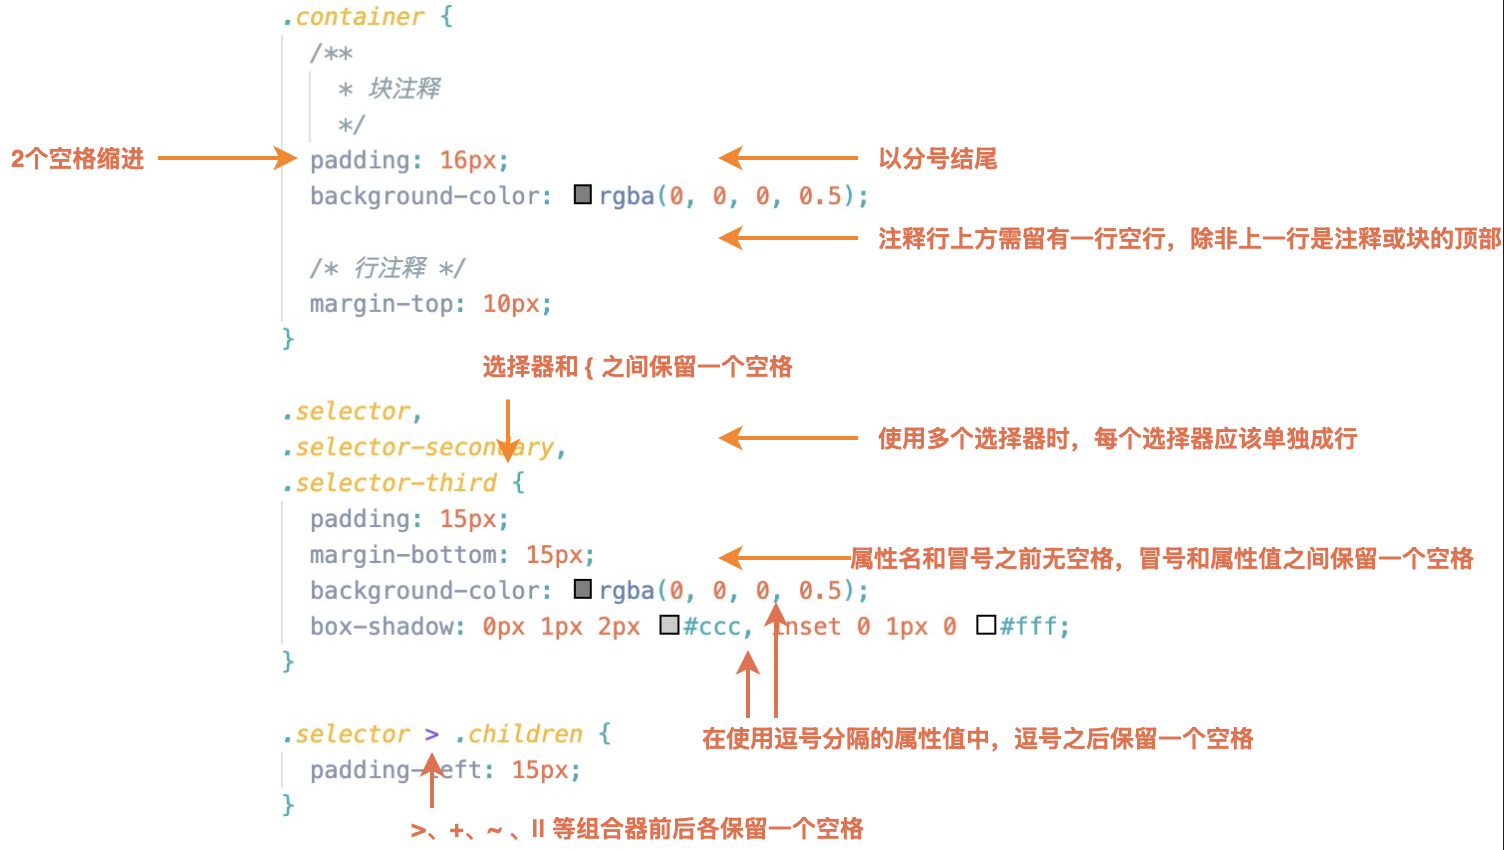 .container {
/**
* 块注释
*/
2个空格缩进
padding: 16px;
以分号结尾
background-color: rgba(0, 0, 0, 0.5);
注释行上方需留有一行空行，除非上一行是注释或块的顶部
/* 行注释 */
margin-top: 10px;
}
选择器和 { 之间保留一个空格
.selector,
.selector-secondary,
使用多个选择器时，每个选择器应该单独成行
.selector-third {
padding: 15px;
margin-bottom: 15px;
属性名和冒号之前无空格，冒号和属性值之间保留一个空格
background-color: rgba(0, 0, 0, 0.5);
box-shadow: 0px 1px 2px #ccc, inset 0 1px 0 #fff;
}
.selector > .children {
在使用逗号分隔的属性值中，逗号之后保留一个空格
padding-left: 15px;
}
>、+、~ 、|| 等组合器前后各保留一个空格